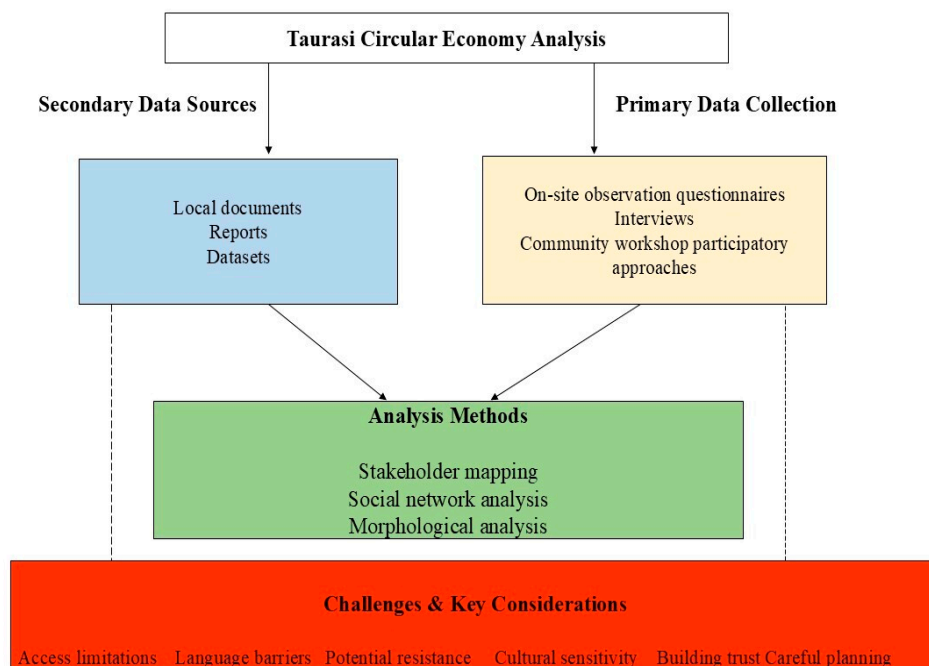 Taurasi Circular Economy Analysis
Secondary Data Sources
Primary Data Collection
Local documents
Reports
Datasets
On-site observation questionnaires
Interviews
Community workshop participatory
approaches
Analysis Methods
Stakeholder mapping
Social network analysis
Morphological analysis
Challenges & Key Considerations
Access limitations Language barriers Potential resistance Cultural sensitivity Building trust Careful planning